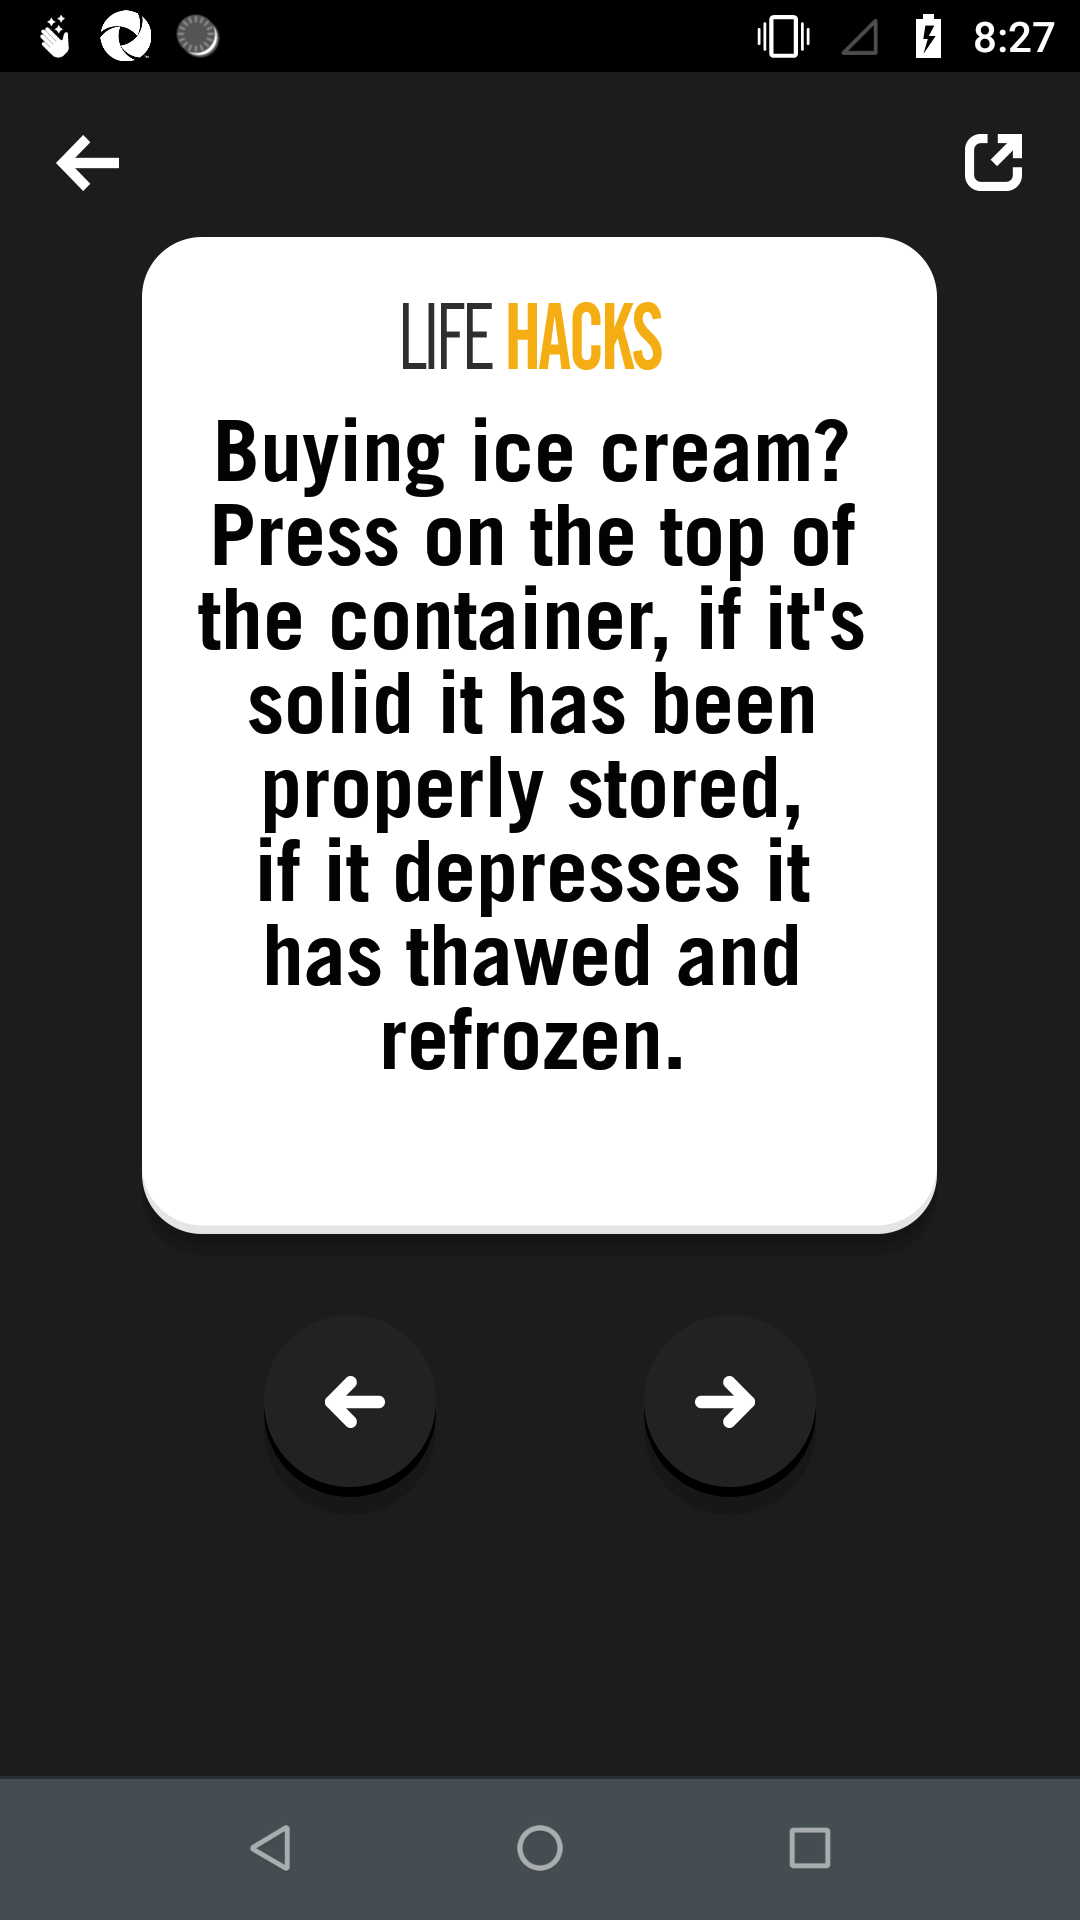 8:27
LIFE HACKS
Buying ice cream?
Press on the top of
the container, if it's
solid it has been
properly stored,
if it depresses it
has thawed and
refrozen.